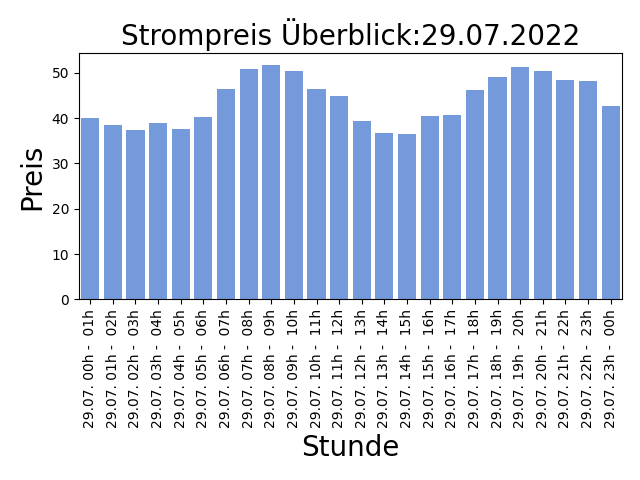 Strompreis Überblick:29.07.2022
Preis
50
40
30
20
10
0
29.07. 00h - 01h
29.07. 01h - 02h
29.07. 02h - 03h
29.07. 03h - 04h
29.07. 04h - 05h
29.07. 05h - 06h
29.07. 06h - 07h
29.07. 07h - 08h
29.07. 08h - 09h
29.07. 09h - 10h
29.07. 10h - 11h
29.07. 11h - 12h
29.07. 12h - 13h
29.07. 13h - 14h
29.07. 14h - 15h
29.07. 15h - 16h
29.07. 16h - 17h
29.07. 17h - 18h
29.07. 18h - 19h
29.07. 19h - 20h
29.07. 20h - 21h
29.07. 21h - 22h
29.07. 22h - 23h
29.07. 23h - 00h
Stunde